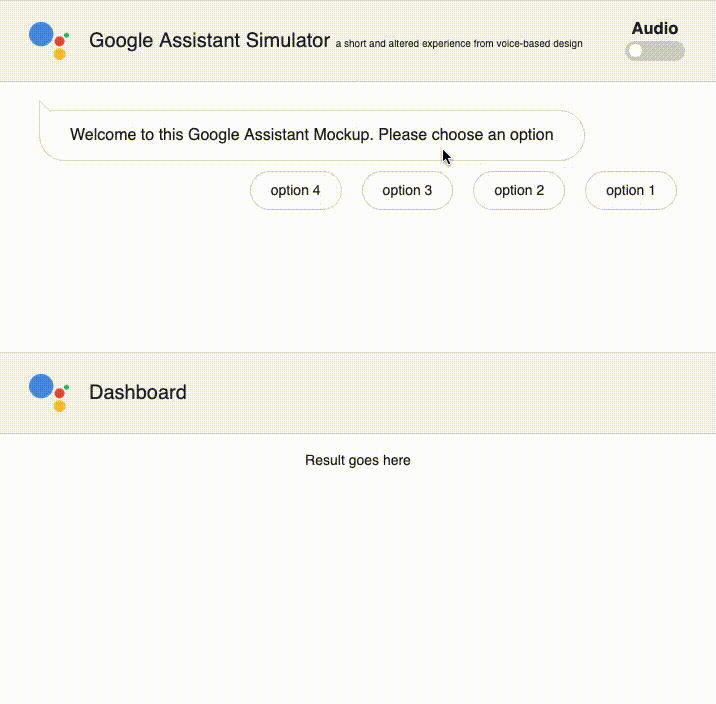 Google Assistant Simulator a short and altered experience from voice-based design
Audio
Welcome to this Google Assistant Mockup. Please choose an option
option 4 option 3 option 2 option 1
Dashboard
Result goes here